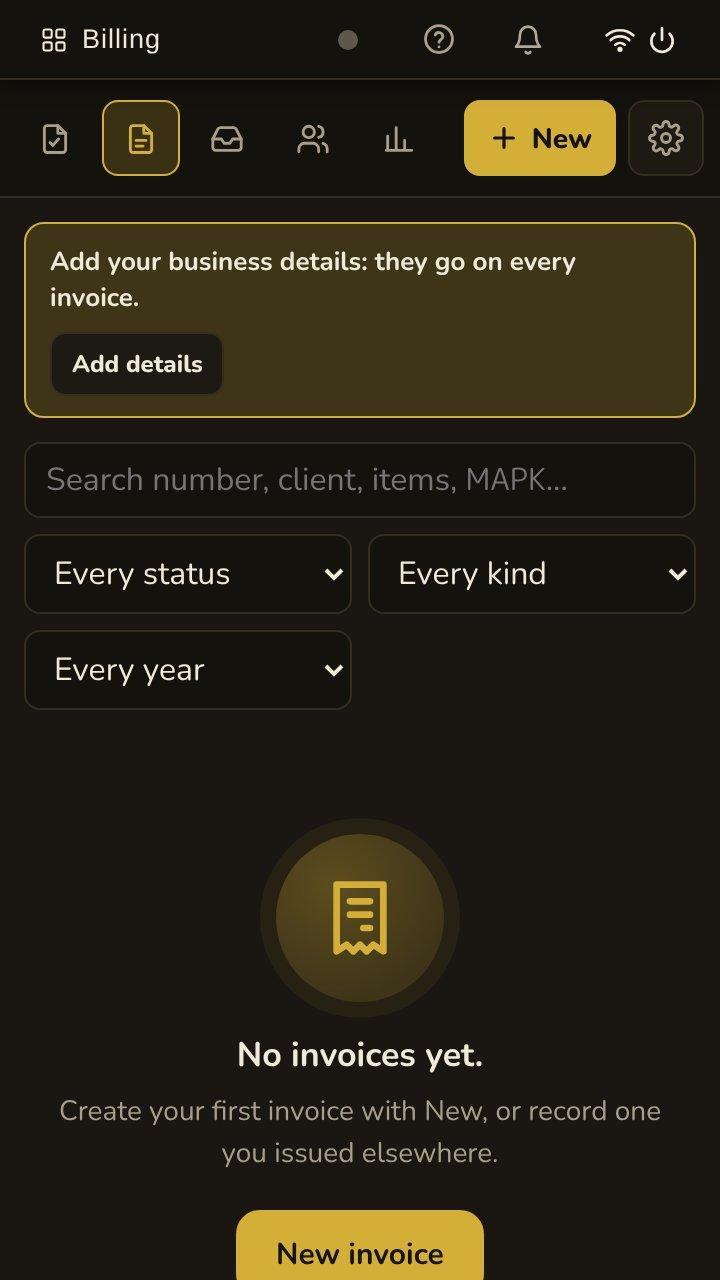 Billing
New
Add your business details: they go on every
invoice.
Add details
Search number, client, items, MAPK...
Every status
Every kind
Every year
No invoices yet.
Create your first invoice with New, or record one
you issued elsewhere.
New invoice